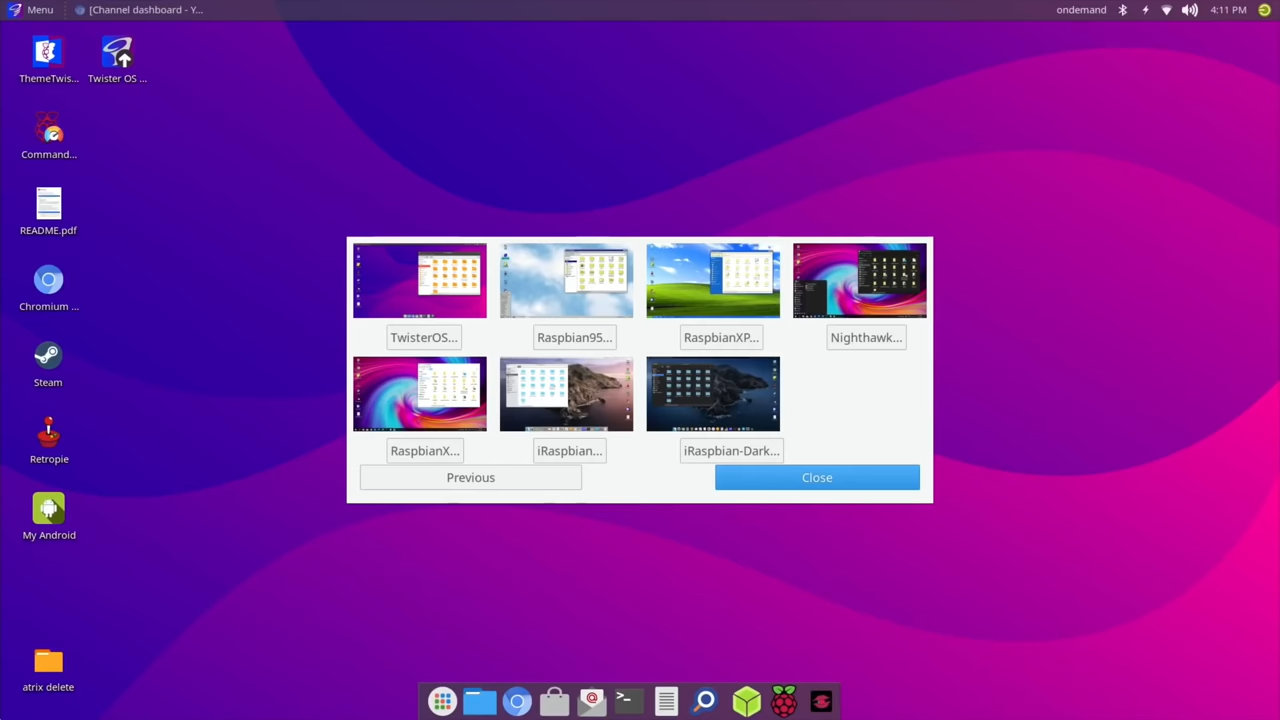 Menu
[Channel dashboard - Y...
ondemand
4:11 PM
ThemeTwis...
Twister OS ...
Command...
README.pdf
Chromium ...
Steam
Retropie
My Android
atrix delete
TwisterOS...
Raspbian95...
RaspbianXP...
Nighthawk...
RaspbianX...
iRaspbian...
iRaspbian-Dark...
Previous
Close